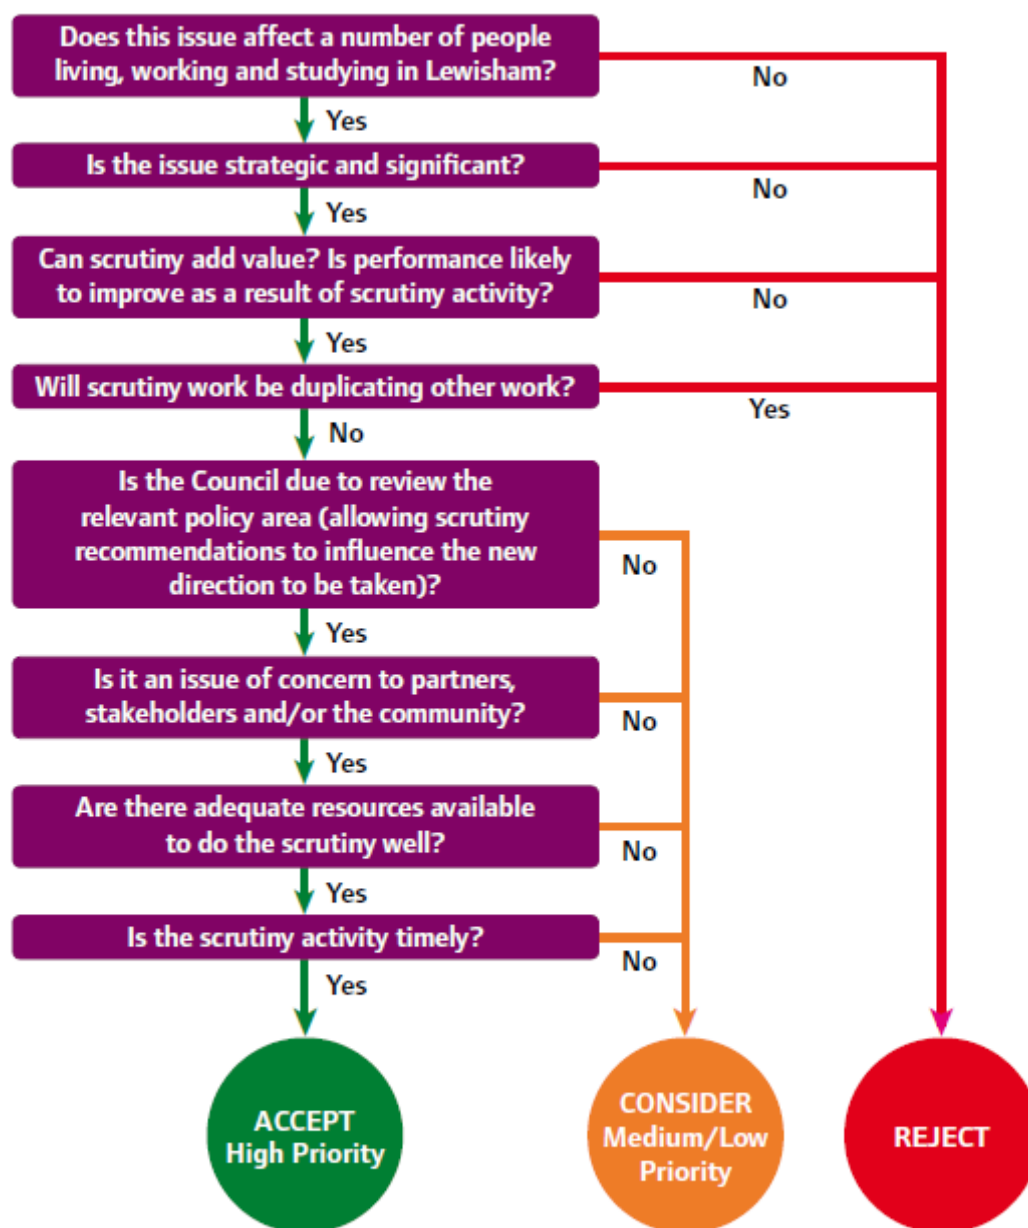 Does this issue affect a number of people
living, working and studying in Lewisham?
No
Yes
Is the issue strategic and significant?
No
Yes
Can scrutiny add value? Is performance likely
to improve as a result of scrutiny activity?
No
Yes
Will scrutiny work be duplicating other work?
Yes
No
Is the Council due to review the
relevant policy area (allowing scrutiny
recommendations to influence the new
direction to be taken)?
No
Yes
Is it an issue of concern to partners,
stakeholders and/or the community?
No
Yes
Are there adequate resources available
to do the scrutiny well?
No
Yes
Is the scrutiny activity timely?
No
Yes
ACCEPT
High Priority
CONSIDER
Medium/Low
Priority
REJECT